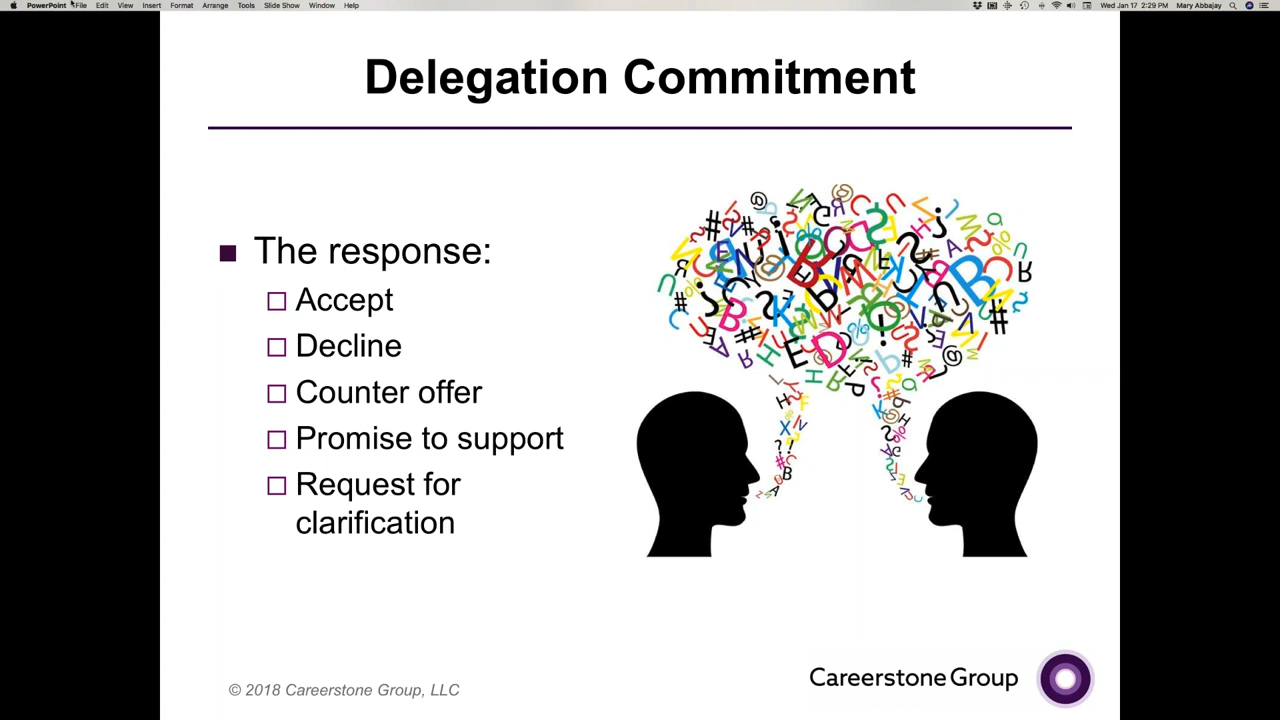 PowerPoint File Edit View Insert Format Arrange Tools Slide Show Window Help Wed Jan 17 2:29 PM Mary Abbajay
Delegation Commitment
The response:
Accept
Decline
Counter offer
Promise to support
Request for
clarification
© 2018 Careerstone Group, LLC
Careerstone Group